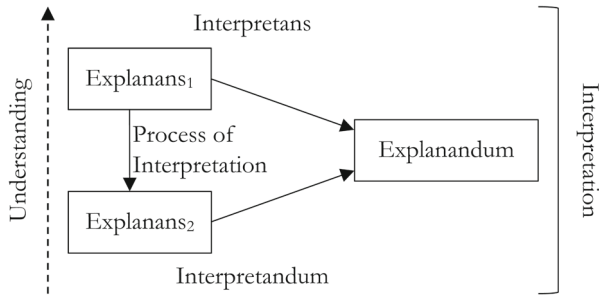 Interpretans
Explanans₁
Process of
Interpretation
Explanandum
Explanans₂
Interpretandum
Understanding
Interpretation